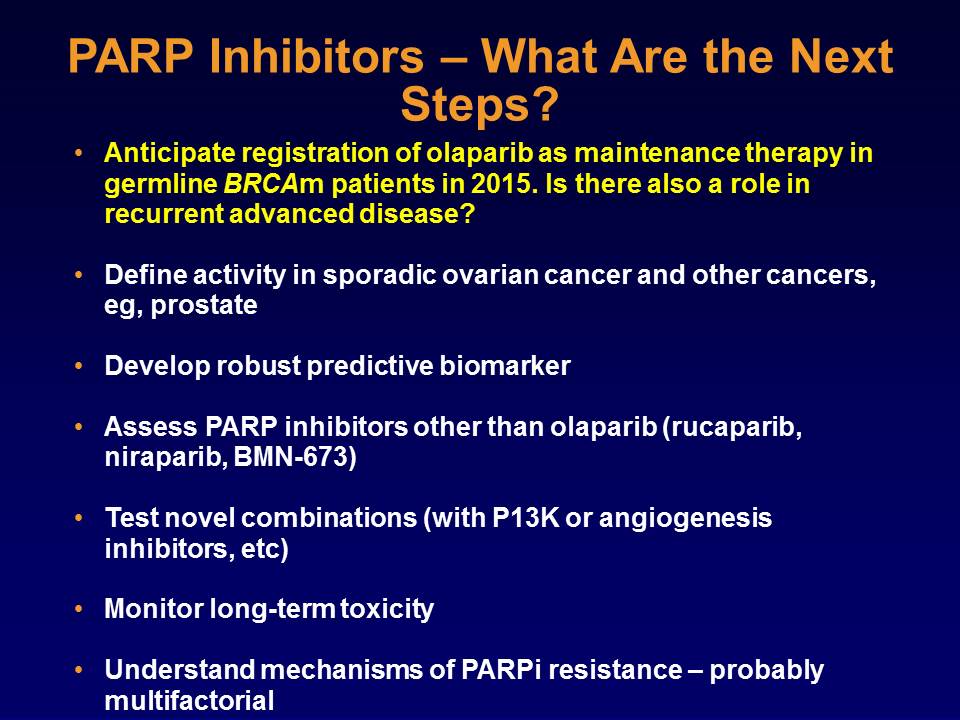 PARP Inhibitors – What Are the Next
Steps?
• Anticipate registration of olaparib as maintenance therapy in
germline BRCAm patients in 2015. Is there also a role in
recurrent advanced disease?
• Define activity in sporadic ovarian cancer and other cancers,
eg, prostate
• Develop robust predictive biomarker
• Assess PARP inhibitors other than olaparib (rucaparib,
niraparib, BMN-673)
• Test novel combinations (with P13K or angiogenesis
inhibitors, etc)
• Monitor long-term toxicity
• Understand mechanisms of PARPi resistance – probably
multifactorial